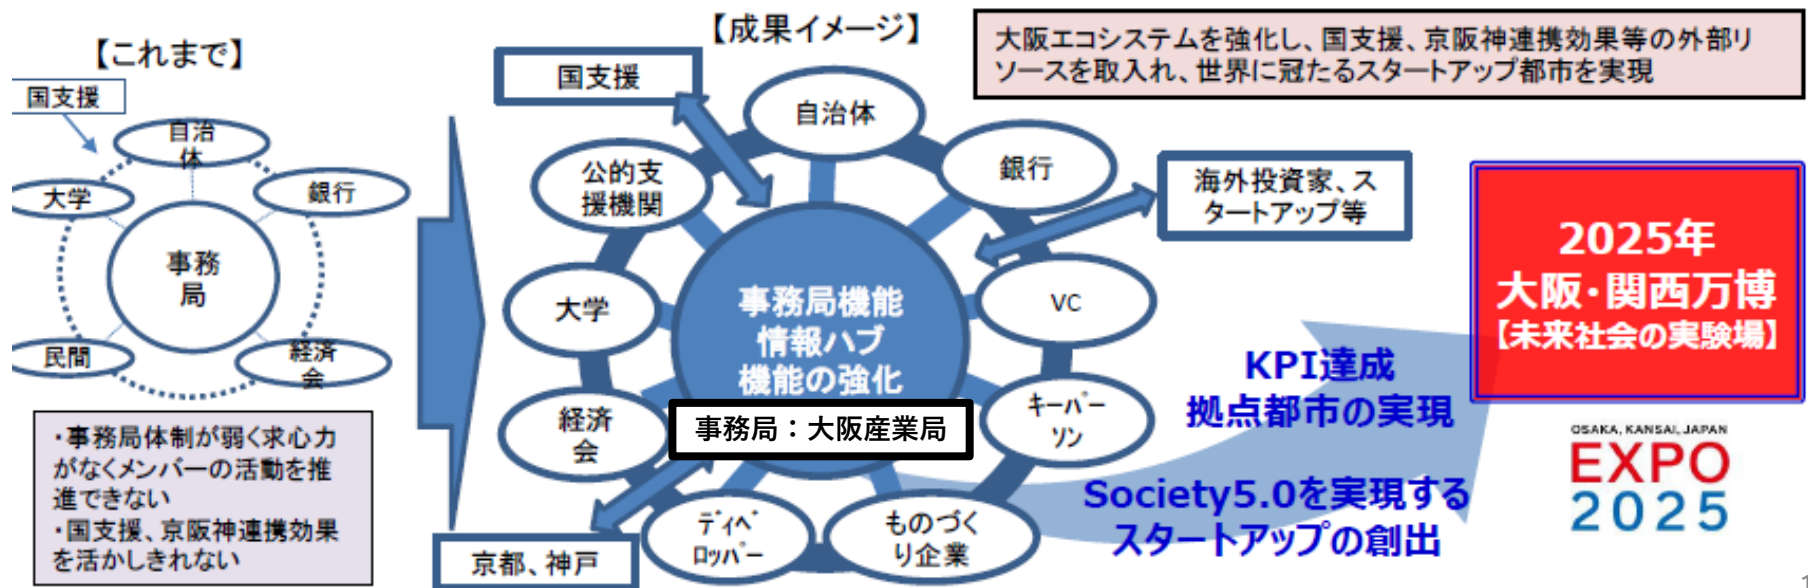 【これまで】
国支援
自治
体
大学
銀行
事務
局
民間
経済
会
・事務局体制が弱く求心力
がなくメンバーの活動を推
進できない
・国支援、京阪神連携効果
を活かしきれない
【成果イメージ】
国支援
自治体
公的支
援機関
銀行
海外投資家、ス
タートアップ等
大学
VC
事務局機能
情報ハブ
機能の強化
事務局：大阪産業局
経済
会
キーパー
ソン
ディベ
ロッパー
ものづく
り企業
京都、神戸
大阪エコシステムを強化し、国支援、京阪神連携効果等の外部リ
ソースを取入れ、世界に冠たるスタートアップ都市を実現
KPI達成
拠点都市の実現
Society5.0を実現する
スタートアップの創出
2025年
大阪・関西万博
【未来社会の実験場】
OSAKA, KANSAI, JAPAN
EXPO
2025